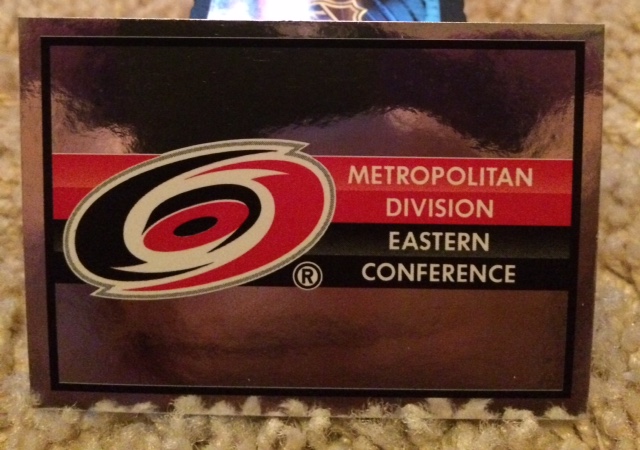 METROPOLITAN
DIVISION
EASTERN
CONFERENCE
®